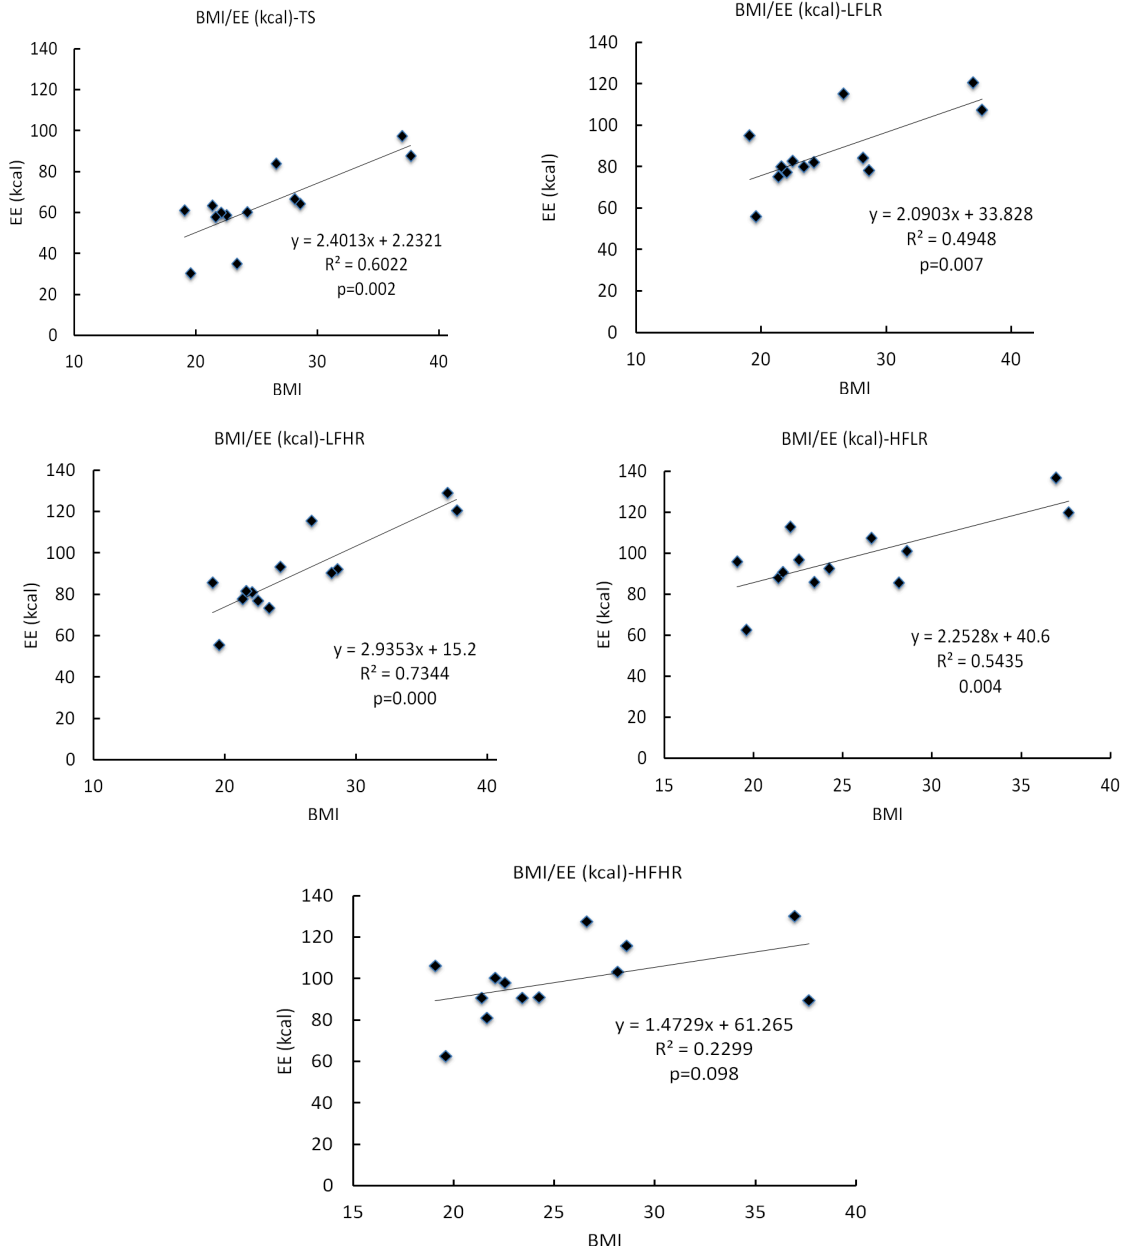 BMI/EE (kcal)-TS
140
120
100
80
60
40
20
0
EE (kcal)
y = 2.4013x + 2.2321
R² = 0.6022
p=0.002
10 20 30 40
BMI
BMI/EE (kcal)-LFLR
140
120
100
80
60
40
20
0
EE (kcal)
y = 2.0903x + 33.828
R² = 0.4948
p=0.007
10 20 30 40
BMI
BMI/EE (kcal)-LFHR
140
120
100
80
60
40
20
0
EE (kcal)
y = 2.9353x + 15.2
R² = 0.7344
p=0.000
10 20 30 40
BMI
BMI/EE (kcal)-HFLR
140
120
100
80
60
40
20
0
EE (kcal)
y = 2.2528x + 40.6
R² = 0.5435
0.004
15 20 25 30 35 40
BMI
BMI/EE (kcal)-HFHR
140
120
100
80
60
40
20
0
EE (kcal)
y = 1.4729x + 61.265
R² = 0.2299
p=0.098
15 20 25 30 35 40
BMI